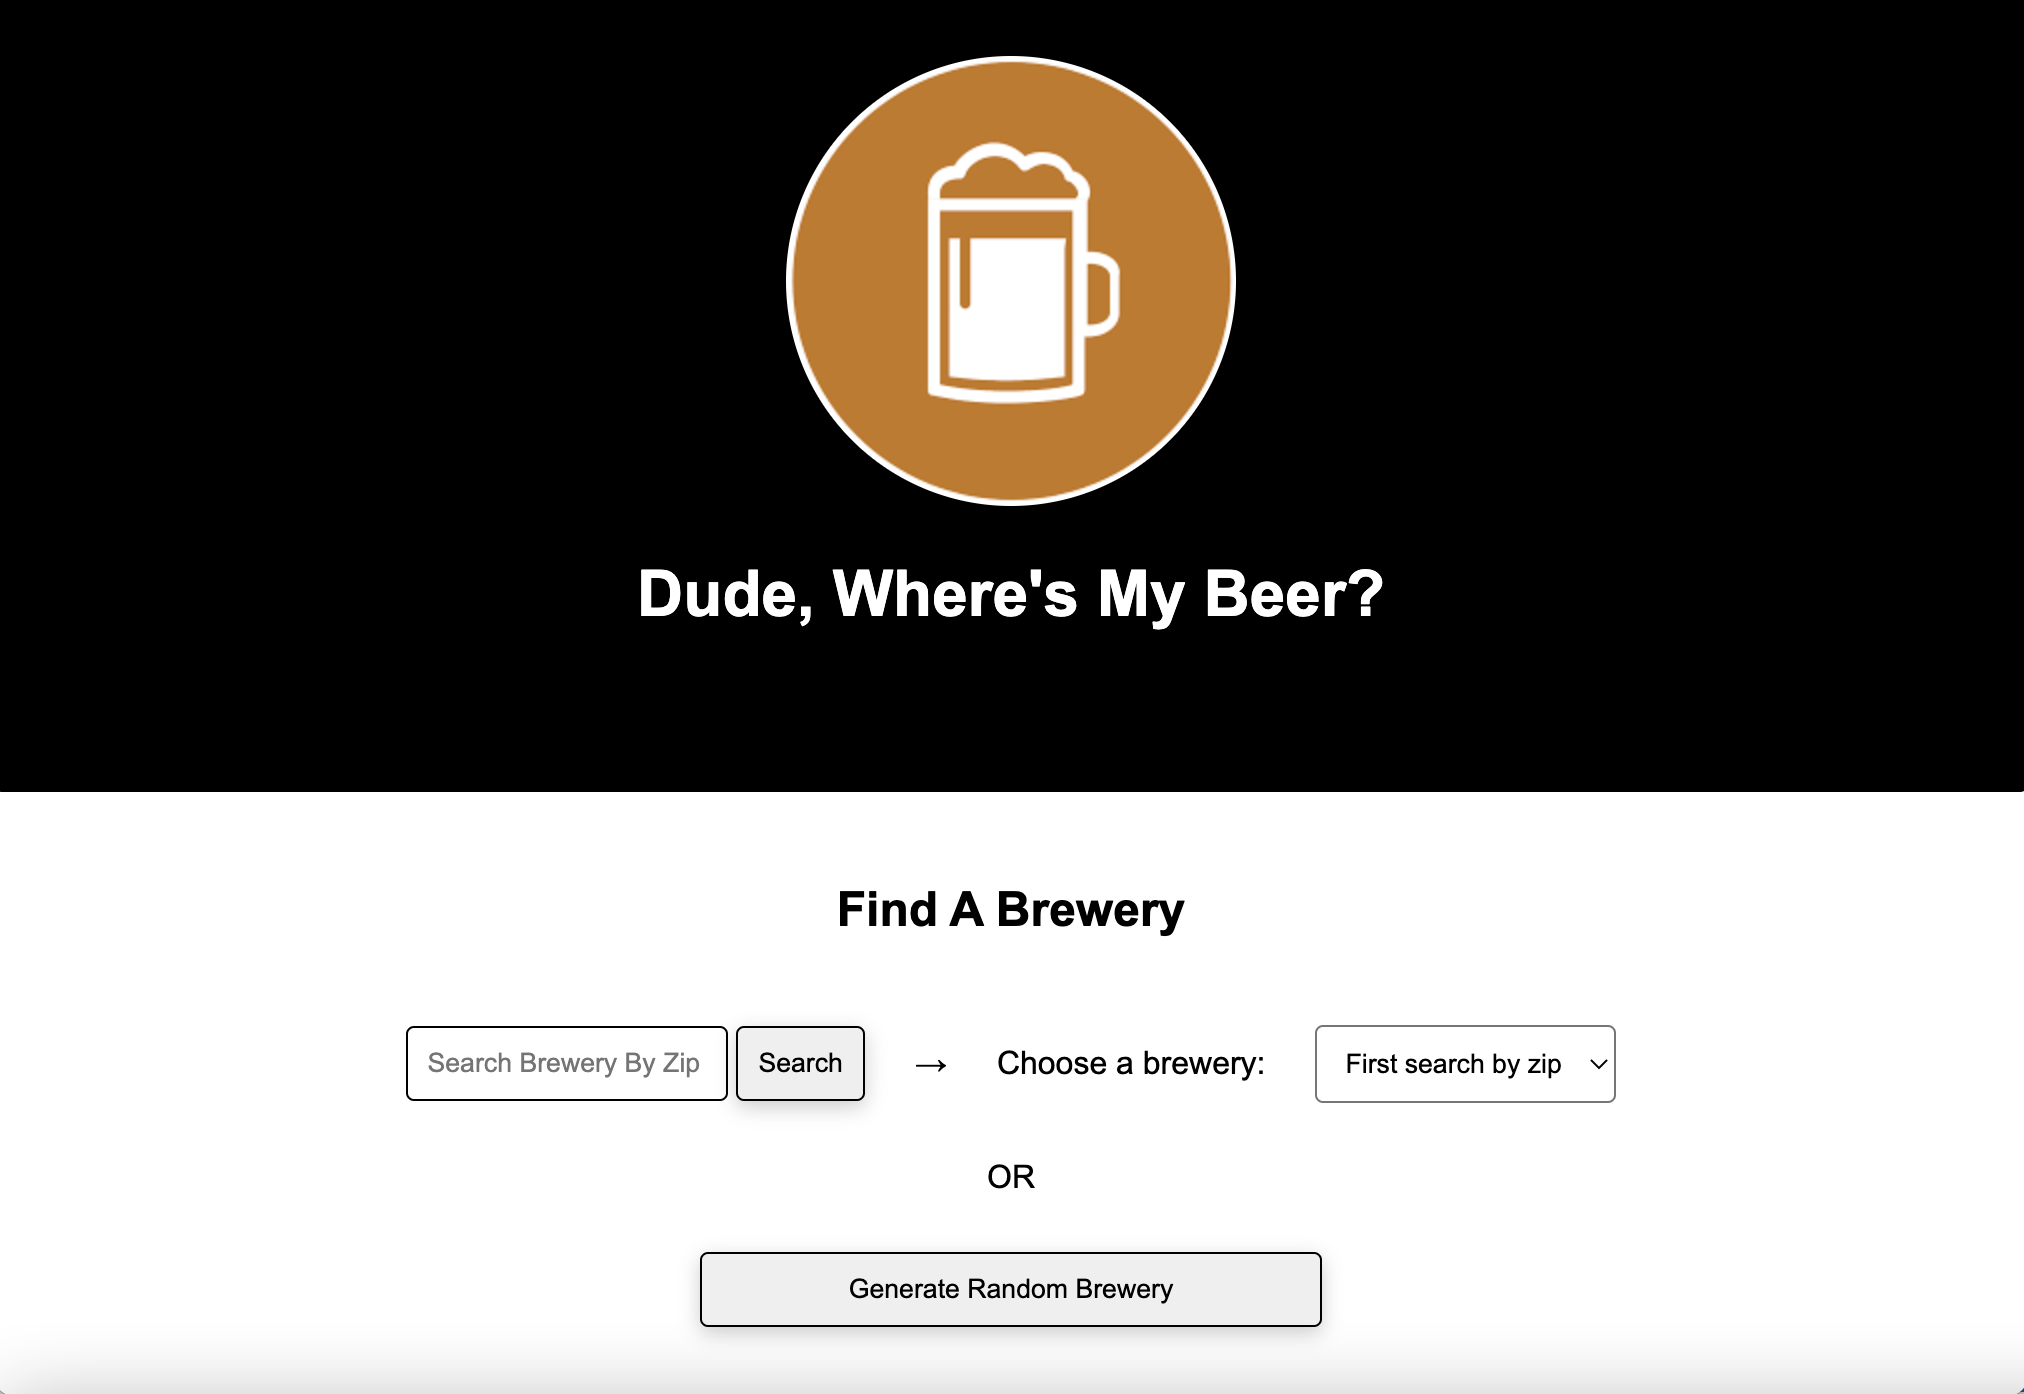 Dude, Where's My Beer?
Find A Brewery
Search Brewery By Zip Search → Choose a brewery: First search by zip
OR
Generate Random Brewery